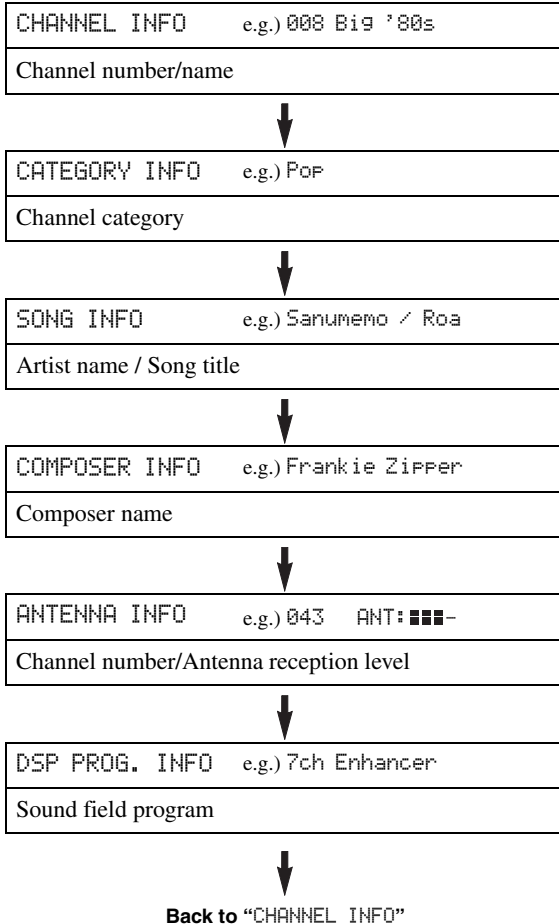 CHANNEL INFO e.g.) 008 Big '80s
Channel number/name
CATEGORY INFO e.g.) Pop
Channel category
SONG INFO e.g.) Sanumemo / Roa
Artist name / Song title
COMPOSER INFO e.g.) Frankie Zipper
Composer name
ANTENNA INFO e.g.) 043 ANT:■■■-
Channel number/Antenna reception level
DSP PROG. INFO e.g.) 7ch Enhancer
Sound field program
Back to “CHANNEL INFO”